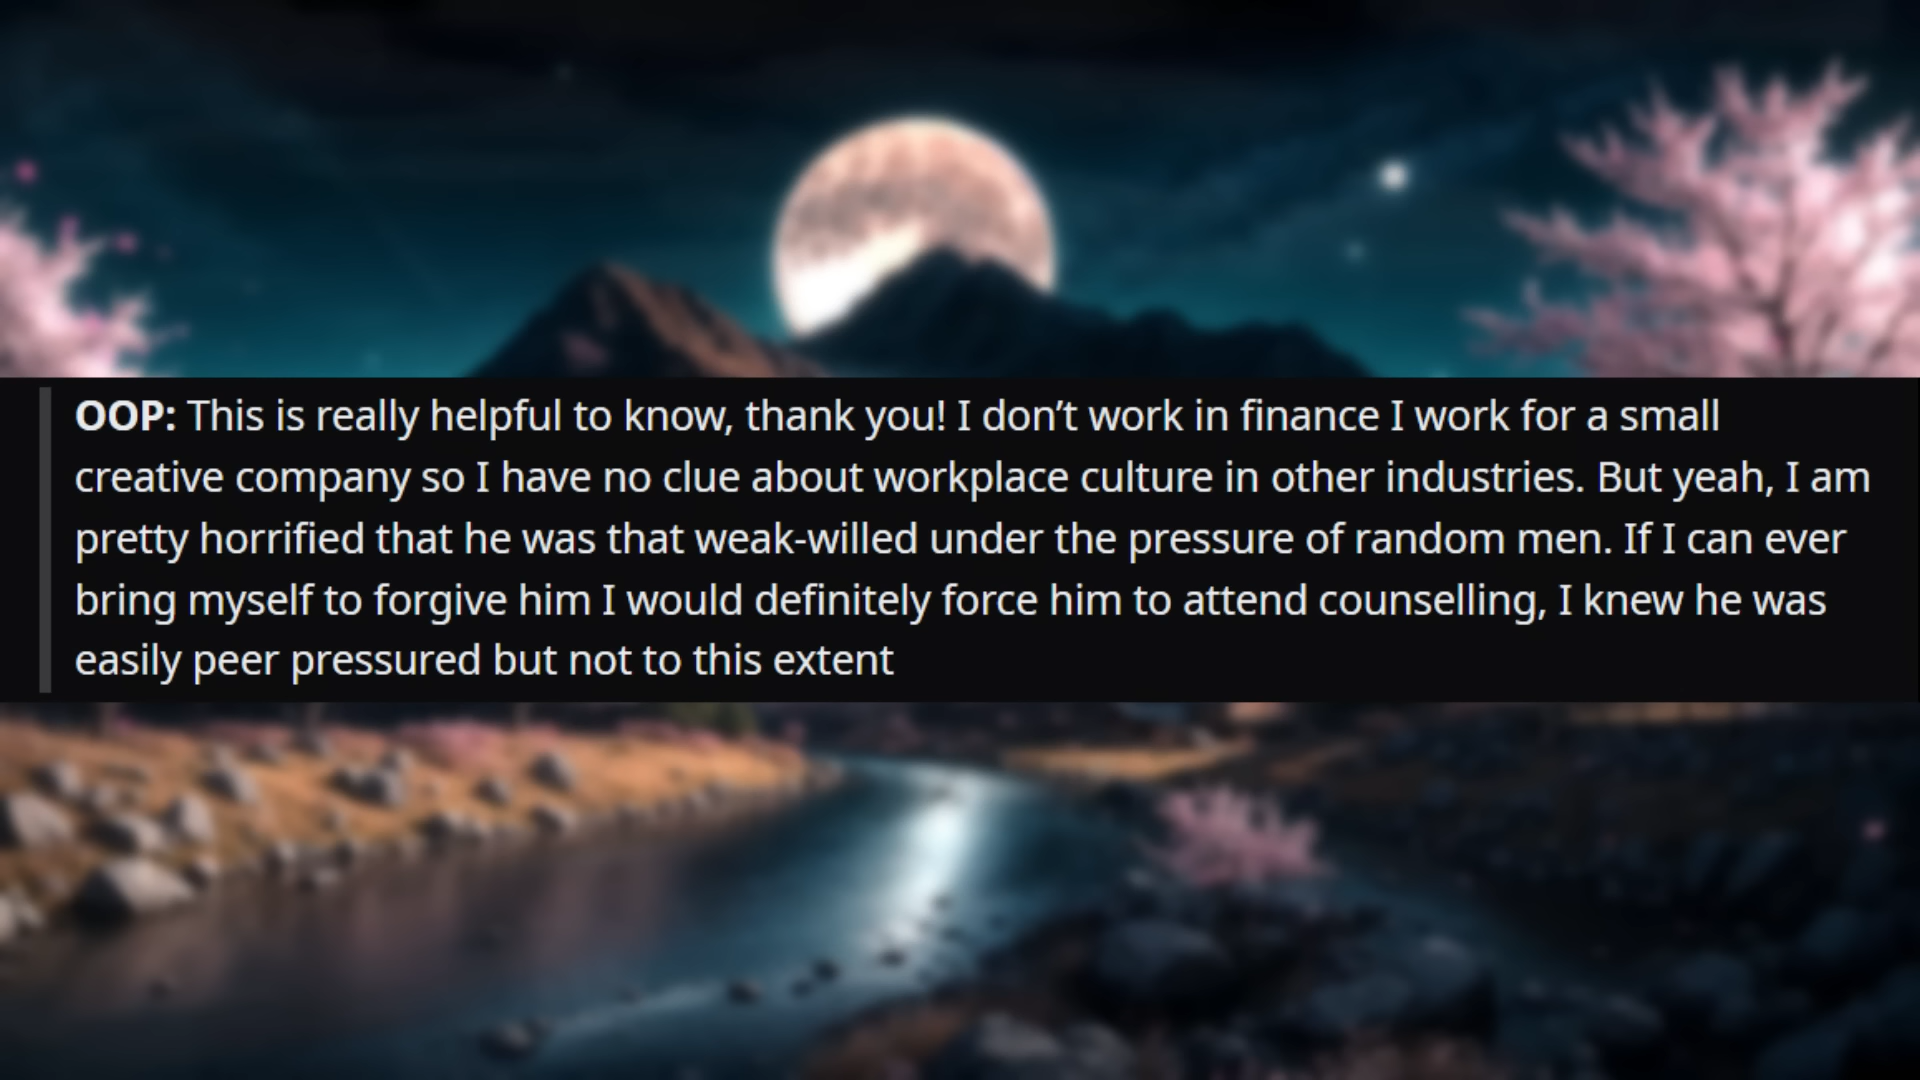 OOP: This is really helpful to know, thank you! I don’t work in finance I work for a small
creative company so I have no clue about workplace culture in other industries. But yeah, I am
pretty horrified that he was that weak-willed under the pressure of random men. If I can ever
bring myself to forgive him I would definitely force him to attend counselling, I knew he was
easily peer pressured but not to this extent